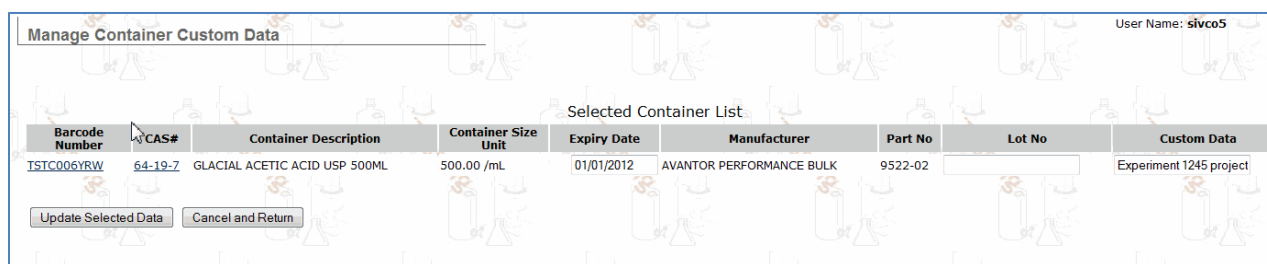 User Name: sivco5
Manage Container Custom Data
Selected Container List
Barcode Number CAS# Container Description Container Size Unit Expiry Date Manufacturer Part No Lot No Custom Data
TSTC006YRW 64-19-7 GLACIAL ACETIC ACID USP 500ML 500.00 /mL 01/01/2012 AVANTOR PERFORMANCE BULK 9522-02 Experiment 1245 project
Update Selected Data Cancel and Return